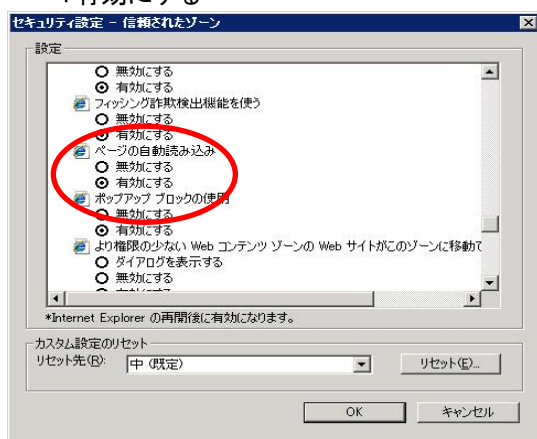 有効にする
セキュリティ設定 - 信頼されたゾーン
設定
無効にする
有効にする
フィッシング詐欺検出機能を使う
無効にする
有効にする
ページの自動読み込み
無効にする
有効にする
ポップアップ ブロックの使用
無効にする
有効にする
より権限の少ない Web コンテンツ ゾーンの Web サイトがこのゾーンに移動で
ダイアログを表示する
無効にする
*Internet Explorer の再開後に有効になります。
カスタム設定のリセット
リセット先(R): 中 (既定) リセット(E)...
OK キャンセル